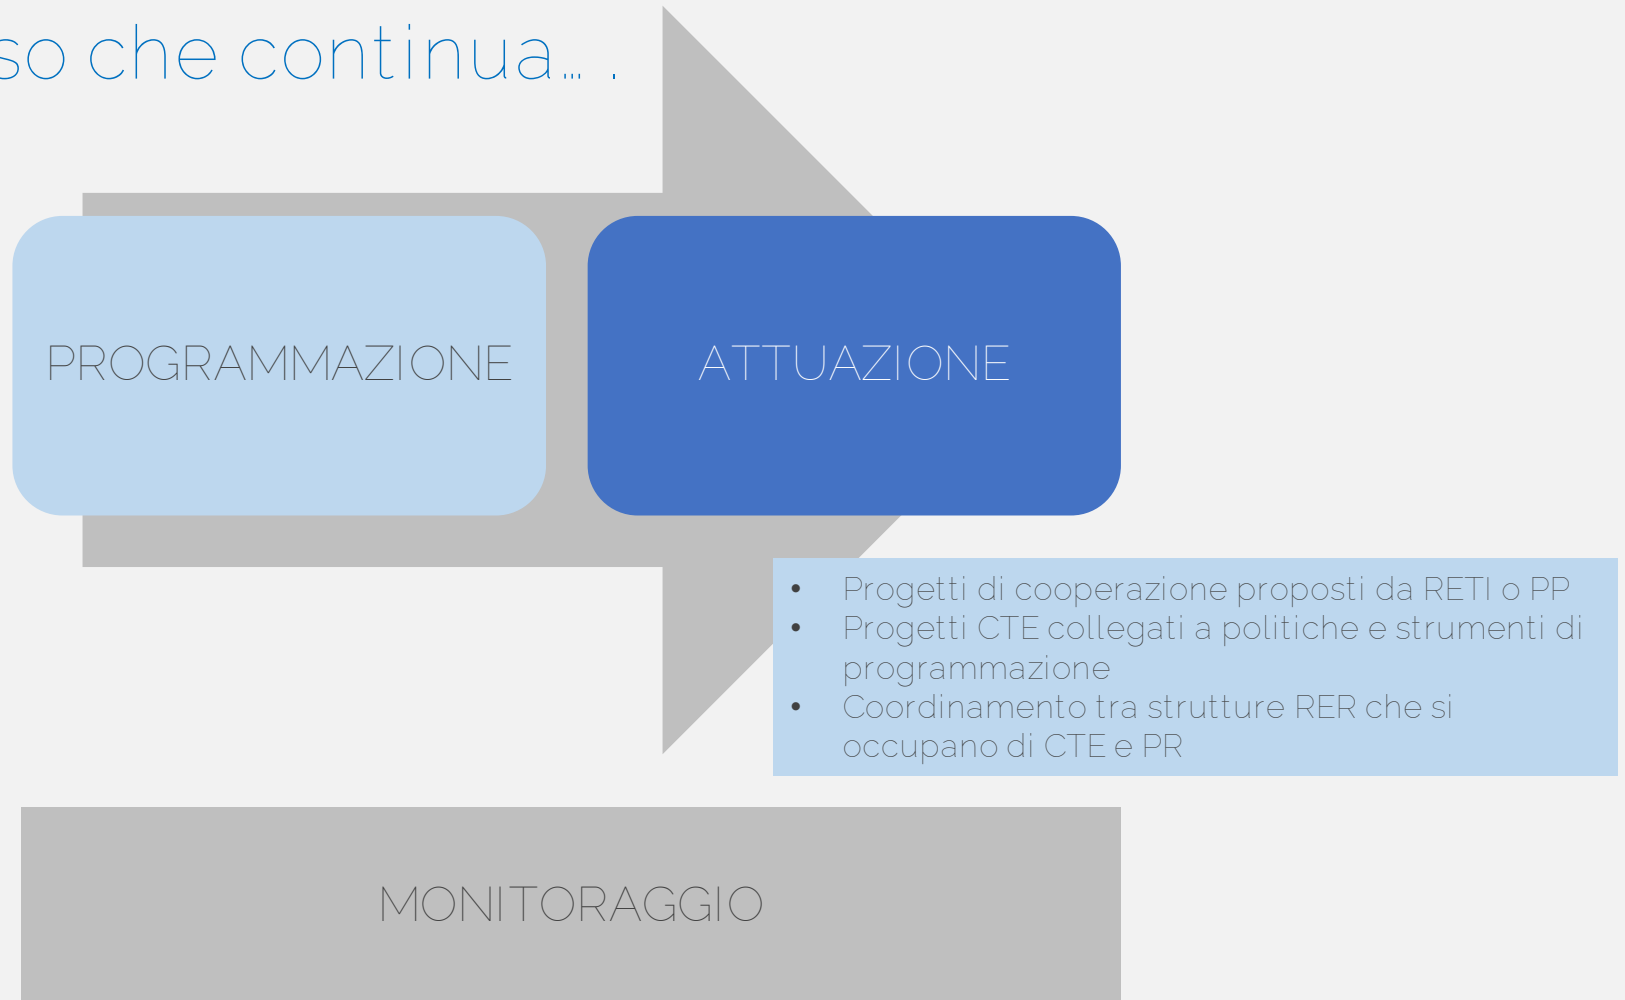 so che continua... .
PROGRAMMAZIONE
ATTUAZIONE
• Progetti di cooperazione proposti da RETI o PP
• Progetti CTE collegati a politiche e strumenti di
programmazione
• Coordinamento tra strutture RER che si
occupano di CTE e PR
MONITORAGGIO